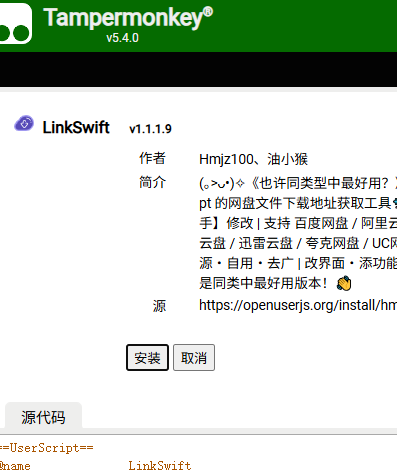 Tampermonkey®
v5.4.0
LinkSwift v1.1.1.9
作者 Hmjz100、油小猴
简介 (｡>ᴗ•)✧《也许同类型中最好用？》
pt 的网盘文件下载地址获取工具
手】修改 | 支持 百度网盘 / 阿里云
云盘 / 迅雷云盘 / 夸克网盘 / UC网
源・自用・去广 | 改界面・添功能
是同类中最好用版本！👏
源 https://openuserjs.org/install/hm
安装 取消
源代码
==UserScript==
@name LinkSwift